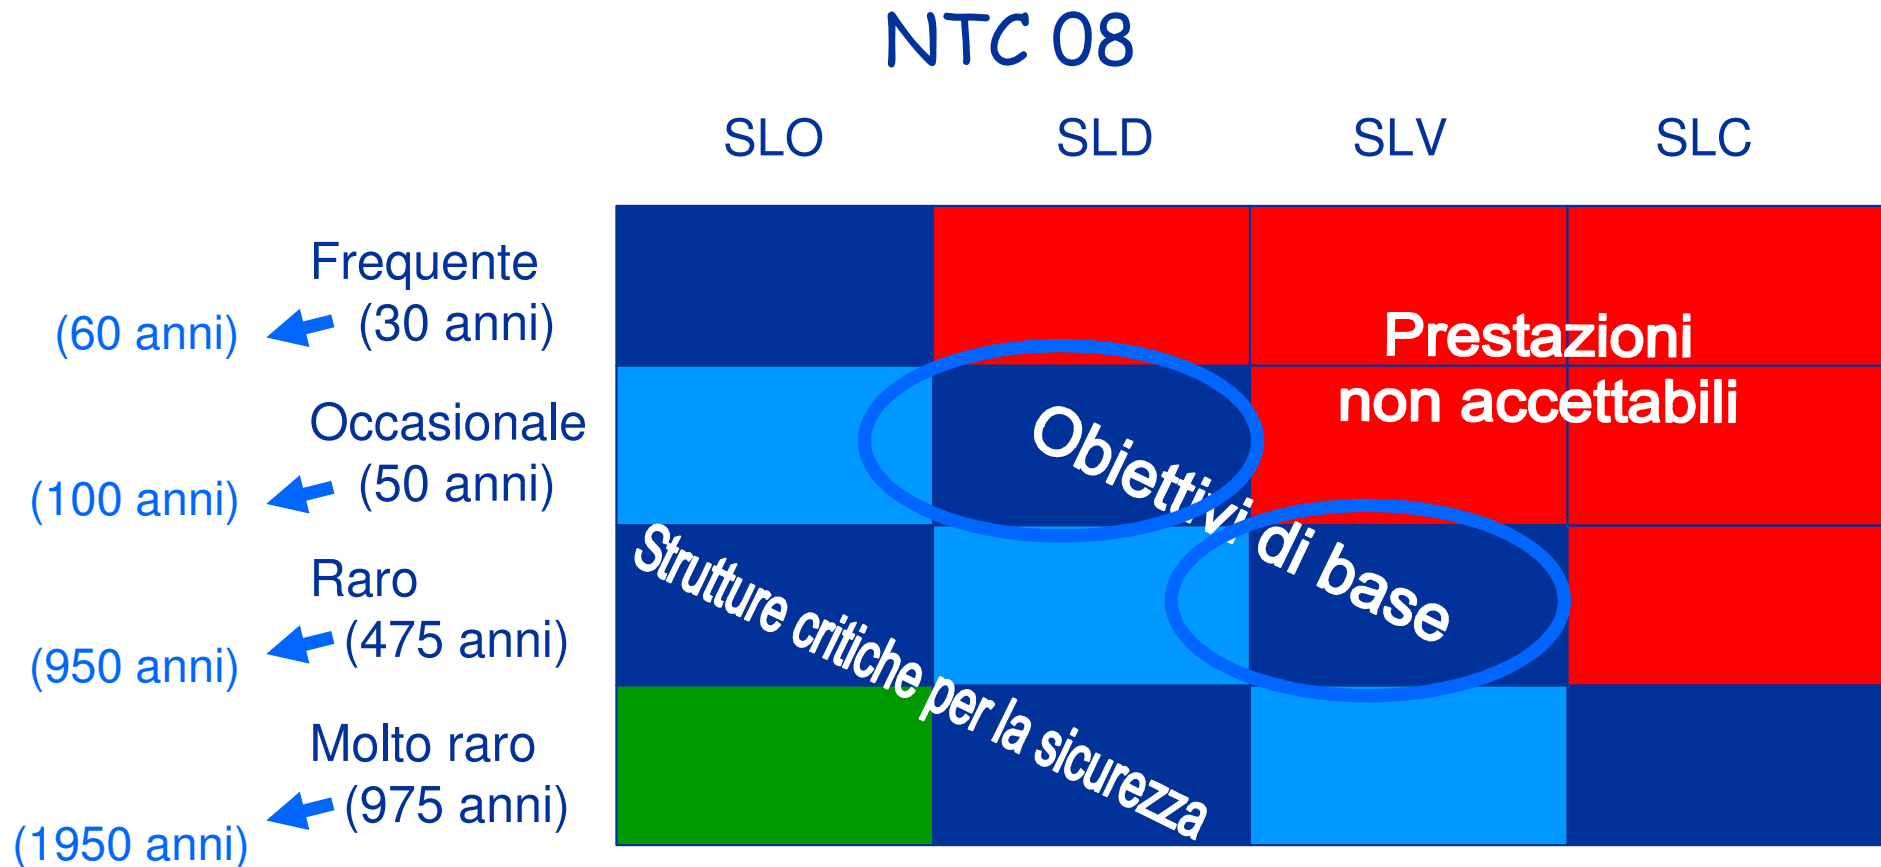 NTC 08
SLO SLD SLV SLC
Frequente
(30 anni)
(60 anni)
Prestazioni
non accettabili
Occasionale
(50 anni)
(100 anni)
Obiettivi di base
Raro
(475 anni)
(950 anni)
Strutture critiche per la sicurezza
Molto raro
(975 anni)
(1950 anni)